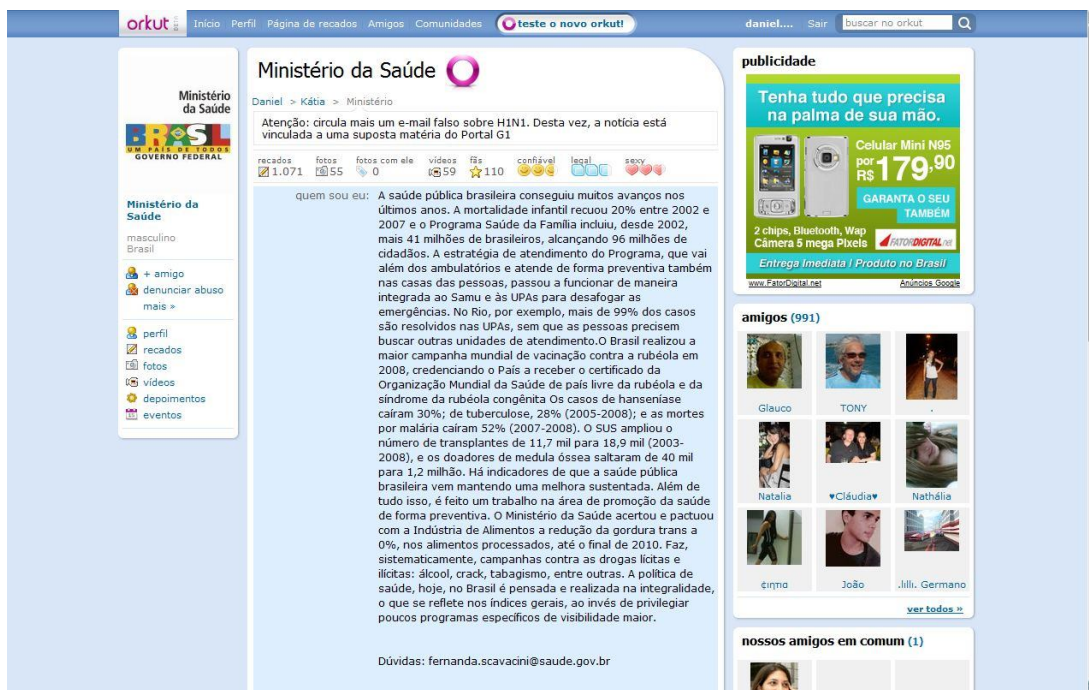 orkut BETA Início Perfil Página de recados Amigos Comunidades teste o novo orkut! daniel.... Sair buscar no orkut
Ministério
da Saúde
BRASIL
UM PAÍS DE TODOS
GOVERNO FEDERAL
Ministério da
Saúde
masculino
Brasil
+ amigo
denunciar abuso
mais »
perfil
recados
fotos
vídeos
depoimentos
eventos
Ministério da Saúde
Daniel > Kátia > Ministério
Atenção: circula mais um e-mail falso sobre H1N1. Desta vez, a notícia está
vinculada a uma suposta matéria do Portal G1
recados fotos fotos com ele vídeos fãs confiável legal sexy
1.071 55 0 59 110
quem sou eu: A saúde pública brasileira conseguiu muitos avanços nos
últimos anos. A mortalidade infantil recuou 20% entre 2002 e
2007 e o Programa Saúde da Família incluiu, desde 2002,
mais 41 milhões de brasileiros, alcançando 96 milhões de
cidadãos. A estratégia de atendimento do Programa, que vai
além dos ambulatórios e atende de forma preventiva também
nas casas das pessoas, passou a funcionar de maneira
integrada ao Samu e às UPAs para desafogar as
emergências. No Rio, por exemplo, mais de 99% dos casos
são resolvidos nas UPAs, sem que as pessoas precisem
buscar outras unidades de atendimento.O Brasil realizou a
maior campanha mundial de vacinação contra a rubéola em
2008, credenciando o País a receber o certificado da
Organização Mundial da Saúde de país livre da rubéola e da
síndrome da rubéola congênita Os casos de hanseníase
caíram 30%; de tuberculose, 28% (2005-2008); e as mortes
por malária caíram 52% (2007-2008). O SUS ampliou o
número de transplantes de 11,7 mil para 18,9 mil (2003-
2008), e os doadores de medula óssea saltaram de 40 mil
para 1,2 milhão. Há indicadores de que a saúde pública
brasileira vem mantendo uma melhora sustentada. Além de
tudo isso, é feito um trabalho na área de promoção da saúde
de forma preventiva. O Ministério da Saúde acertou e pactuou
com a Indústria de Alimentos a redução da gordura trans a
0%, nos alimentos processados, até o final de 2010. Faz,
sistematicamente, campanhas contra as drogas lícitas e
ilícitas: álcool, crack, tabagismo, entre outras. A política de
saúde, hoje, no Brasil é pensada e realizada na integralidade,
o que se reflete nos índices gerais, ao invés de privilegiar
poucos programas específicos de visibilidade maior.
Dúvidas: fernanda.scavacini@saude.gov.br
publicidade
Tenha tudo que precisa
na palma de sua mão.
Celular Mini N95
por
R$ 179,90
GARANTA O SEU
TAMBÉM
2 chips, Bluetooth, Wap
Câmera 5 mega Pixels
FATORDIGITAL.net
Entrega Imediata / Produto no Brasil
www.FatorDigital.net Anúncios Google
amigos (991)
Glauco TONY .
Natalia ♥Cláudia♥ Nathália
¢ıηтια João .lıllı. Germano
ver todos »
nossos amigos em comum (1)